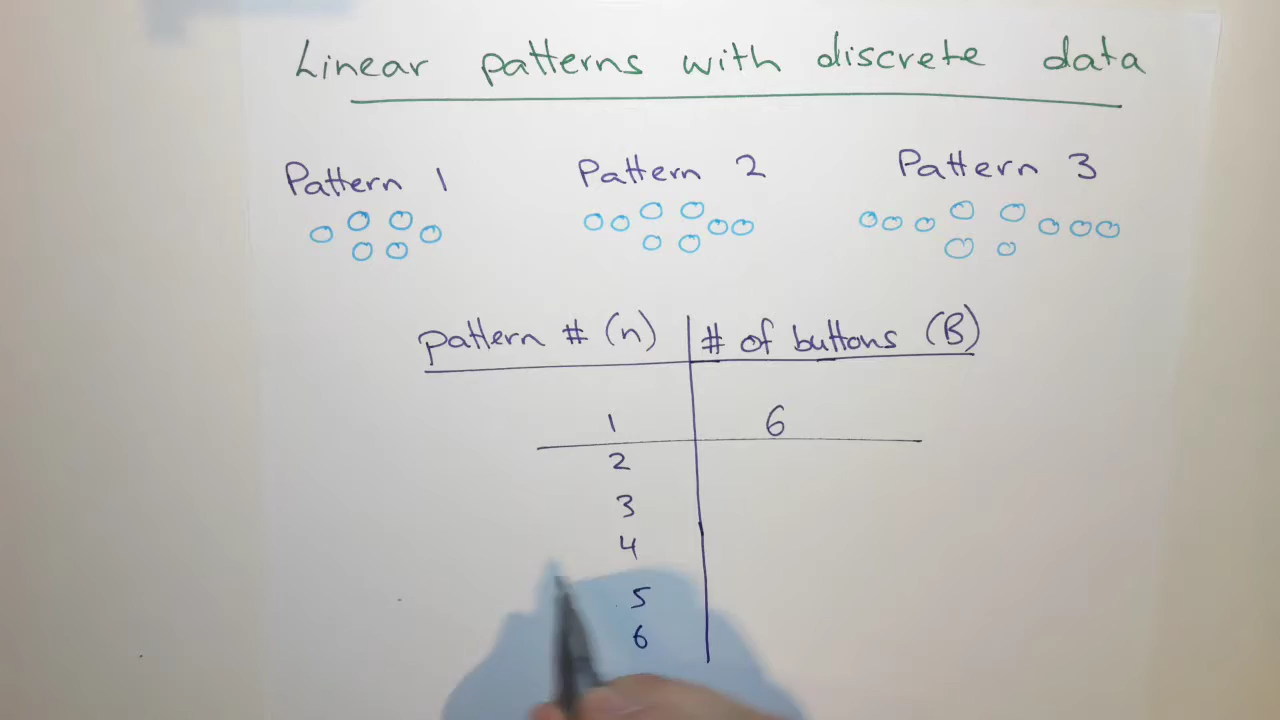 Linear patterns with discrete data
Pattern 1 Pattern 2 Pattern 3
pattern # (n) # of buttons (B)
1 6
2
3
4
5
6